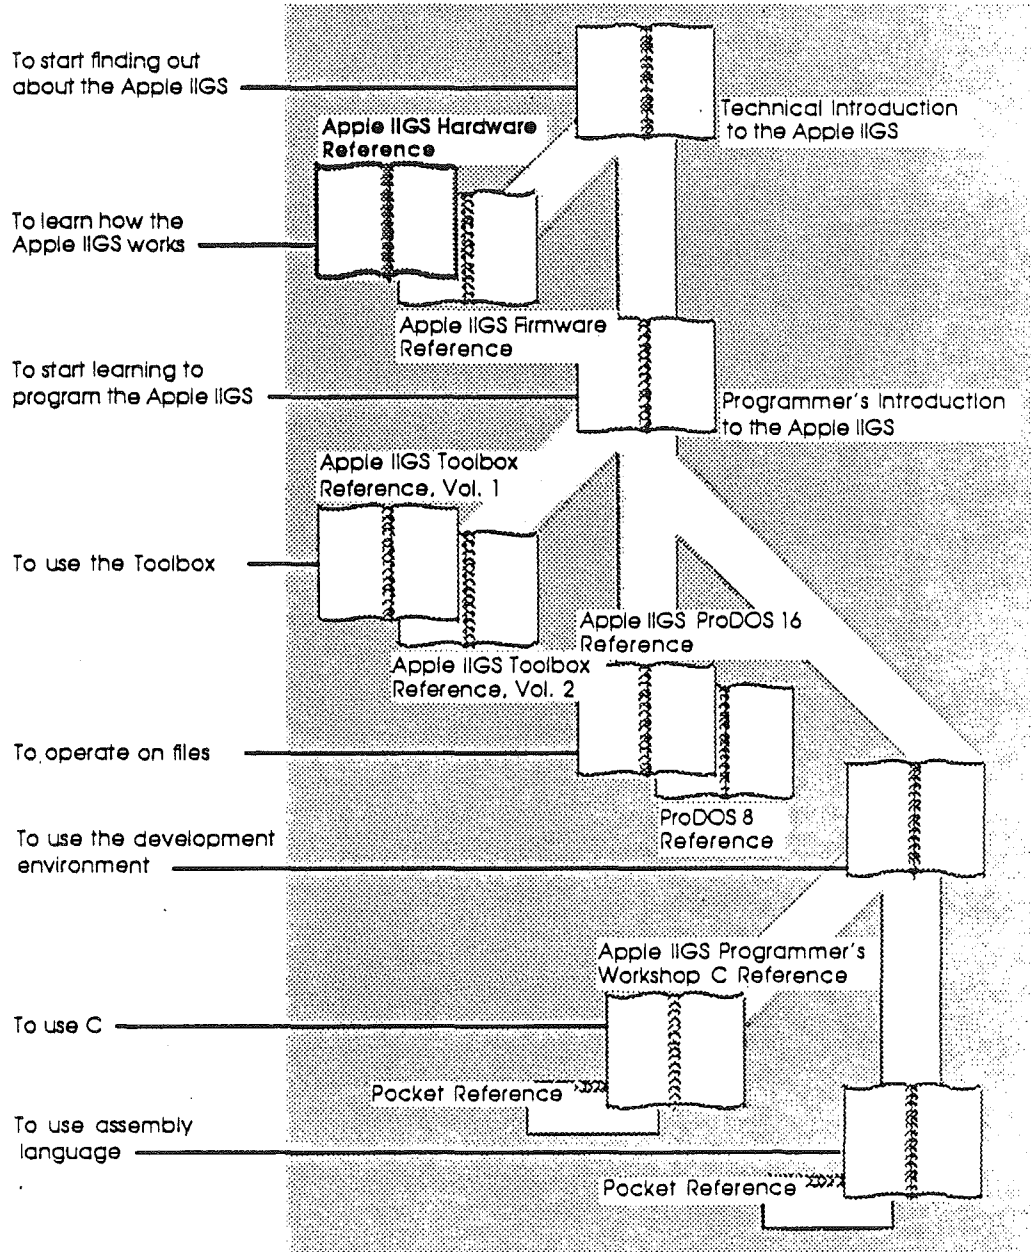 To start finding out
about the Apple IIGS
Technical Introduction
to the Apple IIGS
Apple IIGS Hardware
Reference
To learn how the
Apple IIGS works
Apple IIGS Firmware
Reference
To start learning to
program the Apple IIGS
Programmer's Introduction
to the Apple IIGS
Apple IIGS Toolbox
Reference, Vol. 1
To use the Toolbox
Apple IIGS Toolbox
Reference, Vol. 2
Apple IIGS ProDOS 16
Reference
To operate on files
ProDOS 8
Reference
To use the development
environment
Apple IIGS Programmer's
Workshop C Reference
To use C
Pocket Reference
To use assembly
language
Pocket Reference